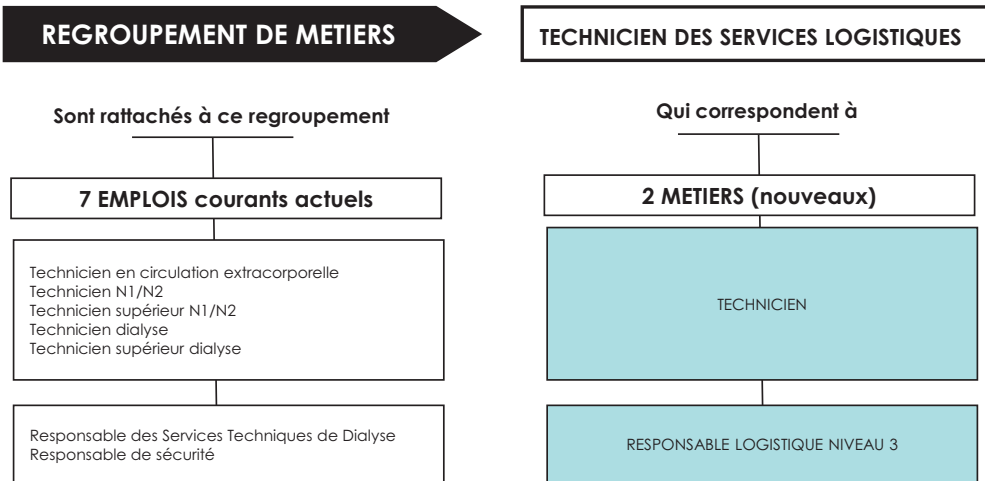 REGROUPEMENT DE METIERS
TECHNICIEN DES SERVICES LOGISTIQUES
Sont rattachés à ce regroupement
Qui correspondent à
7 EMPLOIS courants actuels
2 METIERS (nouveaux)
Technicien en circulation extracorporelle
Technicien N1/N2
Technicien supérieur N1/N2
Technicien dialyse
Technicien supérieur dialyse
TECHNICIEN
Responsable des Services Techniques de Dialyse
Responsable de sécurité
RESPONSABLE LOGISTIQUE NIVEAU 3